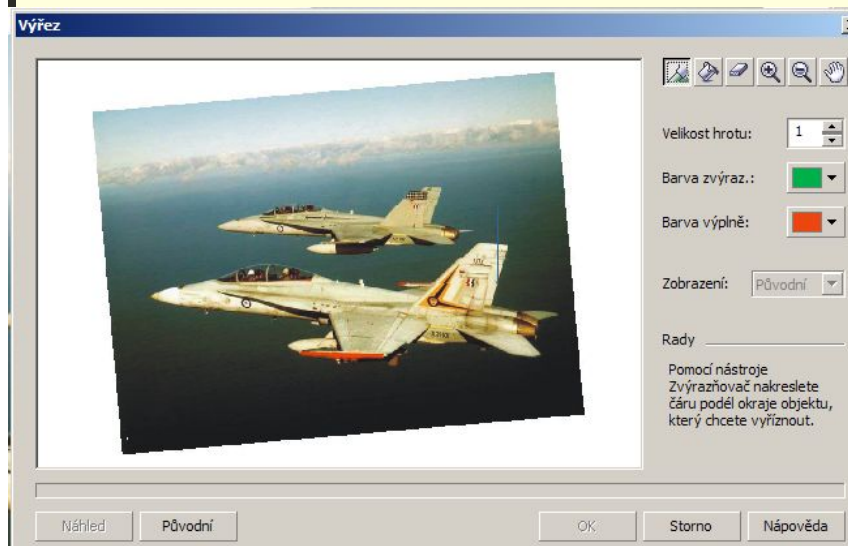 Výřez
Velikost hrotu: 1
Barva zvýraz.:
Barva výplně:
Zobrazení: Původní
Rady
Pomocí nástroje
Zvýrazňovač nakreslete
čáru podél okraje objektu,
který chcete vyříznout.
Náhled Původní OK Storno Nápověda